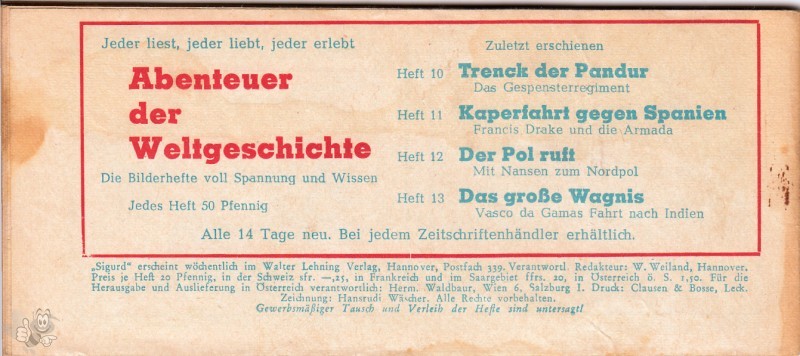 Jeder liest, jeder liebt, jeder erlebt
Abenteuer
der
Weltgeschichte
Die Bilderhefte voll Spannung und Wissen
Jedes Heft 50 Pfennig
Zuletzt erschienen
Heft 10 Trenck der Pandur
Das Gespensterregiment
Heft 11 Kaperfahrt gegen Spanien
Francis Drake und die Armada
Heft 12 Der Pol ruft
Mit Nansen zum Nordpol
Heft 13 Das große Wagnis
Vasco da Gamas Fahrt nach Indien
Alle 14 Tage neu. Bei jedem Zeitschriftenhändler erhältlich.
„Sigurd“ erscheint wöchentlich im Walter Lehning Verlag, Hannover, Postfach 339. Verantwortl. Redakteur: W. Weiland, Hannover.
Preis je Heft 20 Pfennig, in der Schweiz sfr. —,25, in Frankreich und im Saargebiet ffrs. 20, in Österreich ö. S. 1,50. Für die
Herausgabe und Auslieferung in Österreich verantwortlich: Herm. Waldbaur, Wien 6, Salzburg I. Druck: Clausen & Bosse, Leck.
Zeichnung: Hansrudi Wäscher. Alle Rechte vorbehalten.
Gewerbsmäßiger Tausch und Verleih der Hefte sind untersagt!